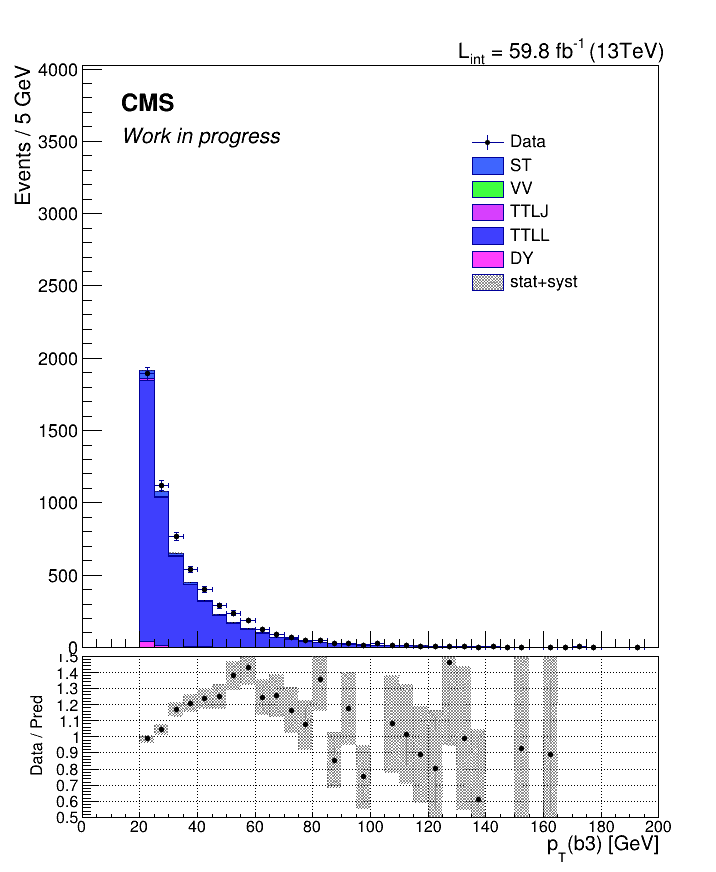 L_int = 59.8 fb^-1 (13TeV)
Events / 5 GeV
4000
3500
3000
2500
2000
1500
1000
500
0
CMS
Work in progress
Data
ST
VV
TTLJ
TTLL
DY
stat+syst
Data / Pred
1.5
1.4
1.3
1.2
1.1
1
0.9
0.8
0.7
0.6
0.5
0 20 40 60 80 100 120 140 160 180 200
p_T(b3) [GeV]